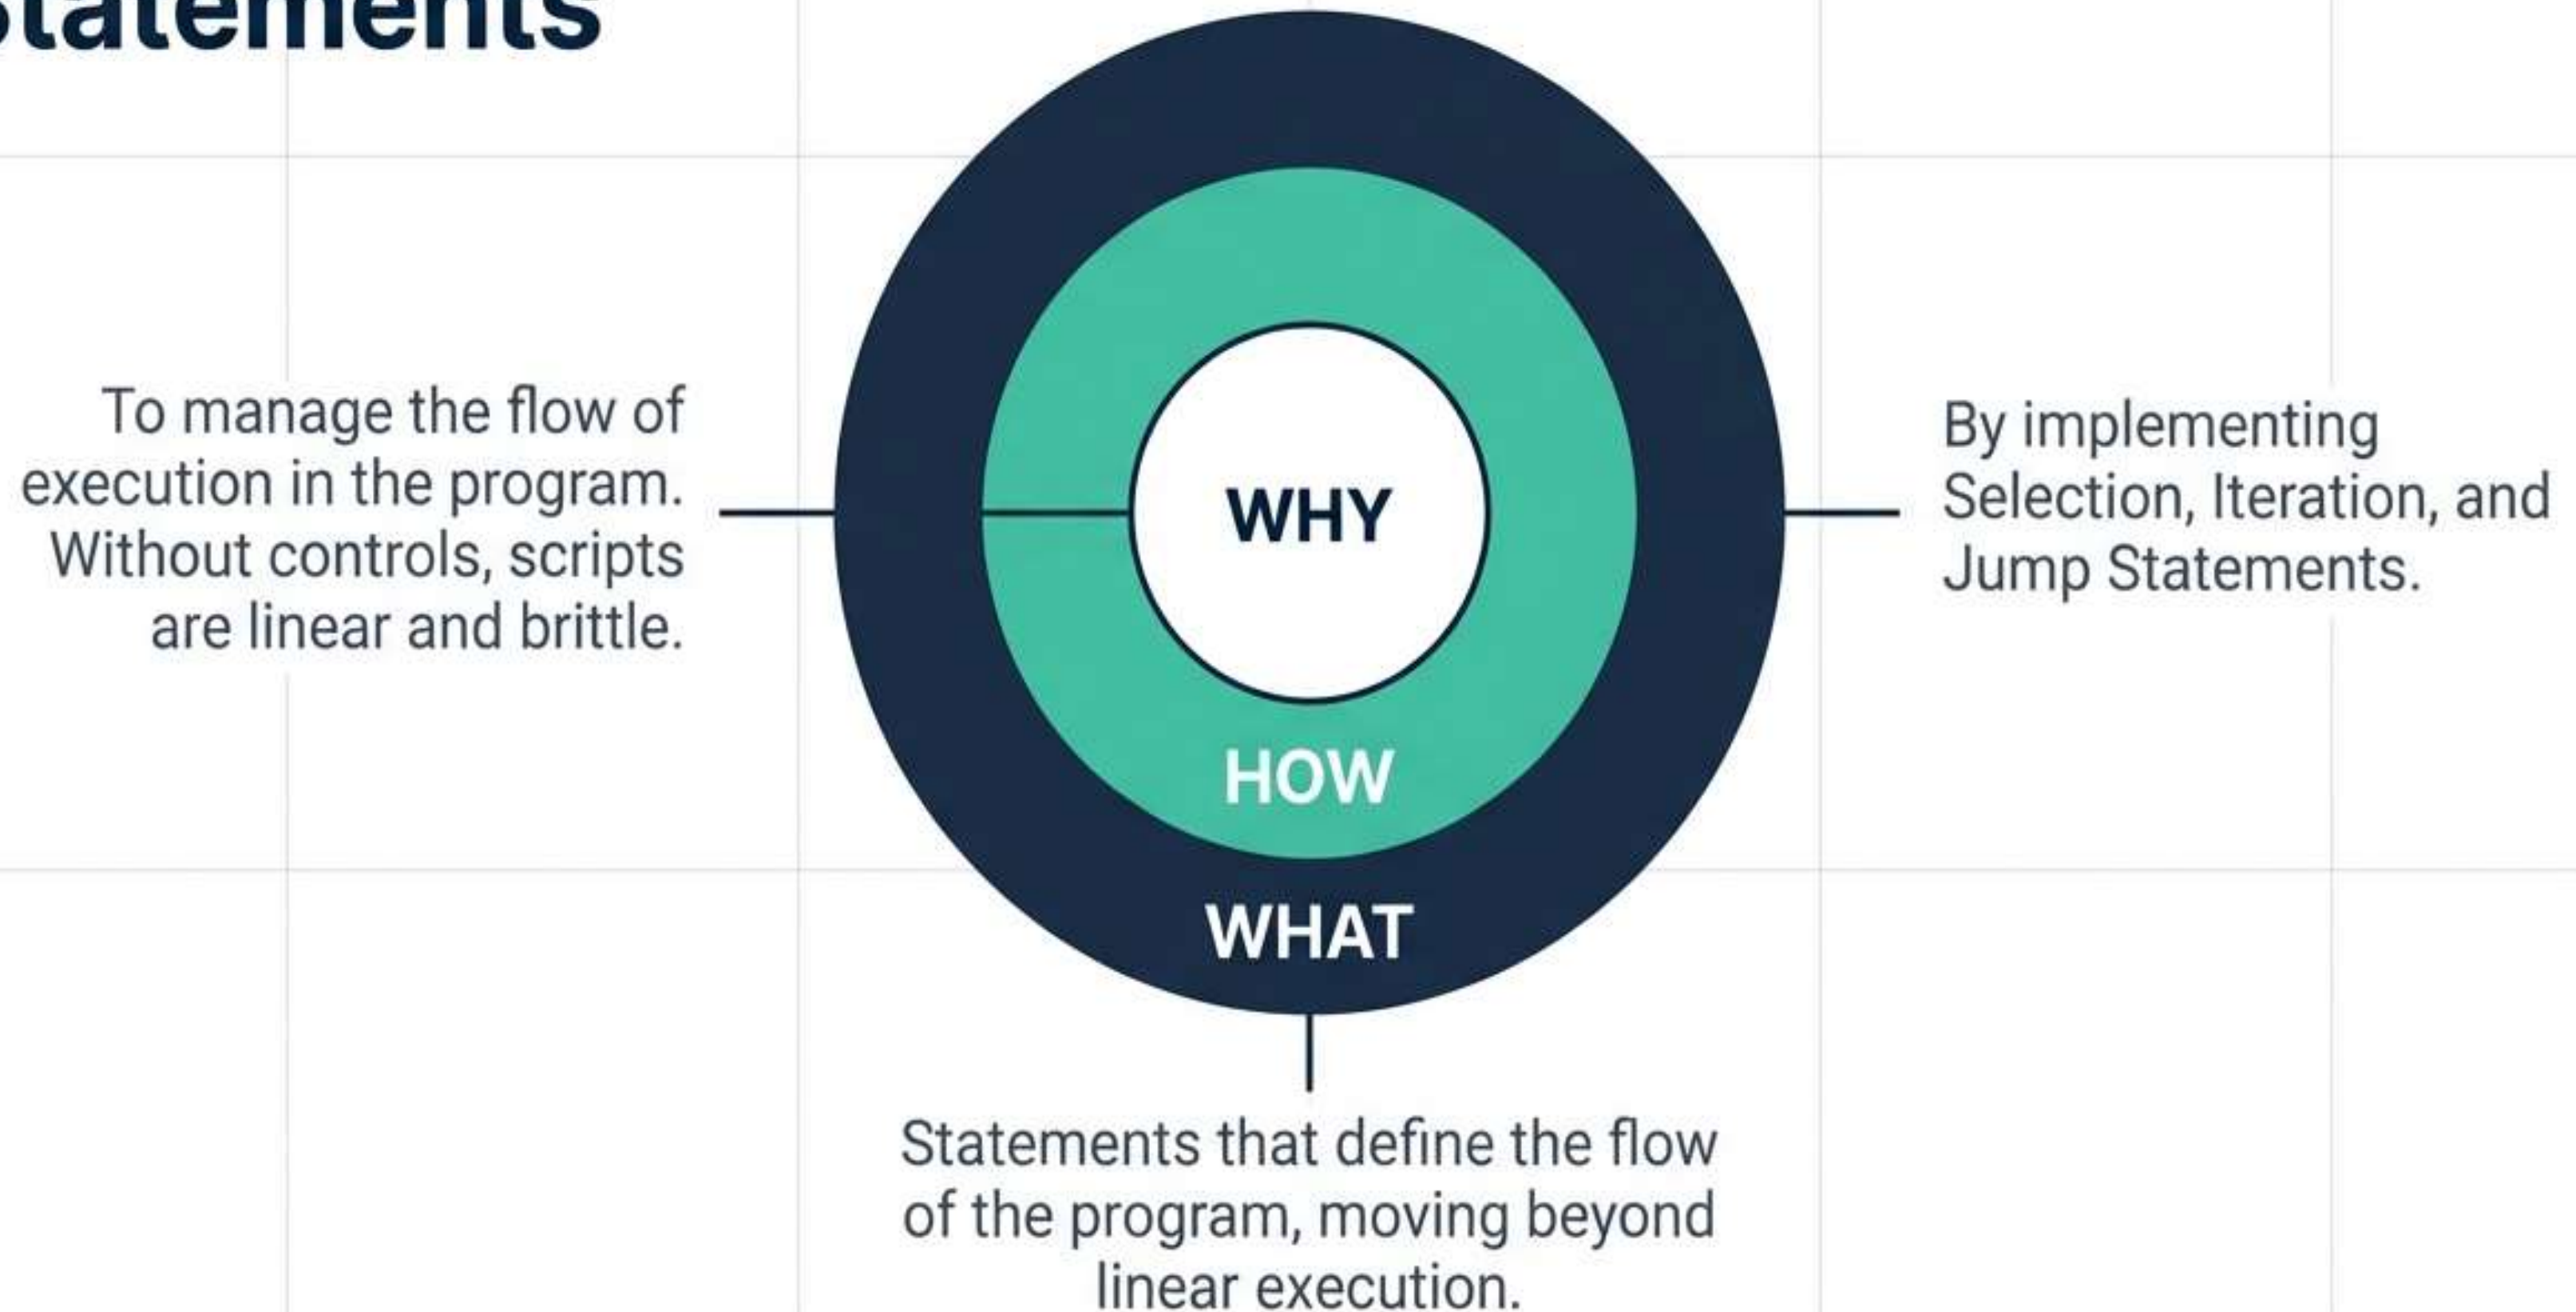 Statements
To manage the flow of
execution in the program.
Without controls, scripts
are linear and brittle.
WHY
HOW
WHAT
By implementing
Selection, Iteration, and
Jump Statements.
Statements that define the flow
of the program, moving beyond
linear execution.